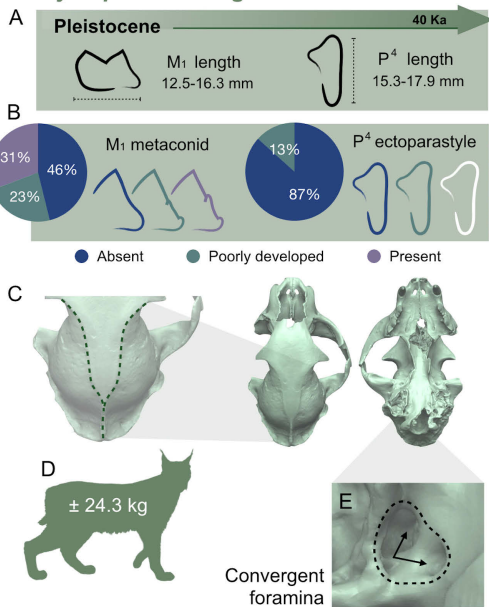 A
Pleistocene
40 Ka
M₁ length
12.5-16.3 mm
P⁴ length
15.3-17.9 mm
B
M₁ metaconid
P⁴ ectoparastyle
31%
46%
23%
13%
87%
Absent
Poorly developed
Present
C
D
± 24.3 kg
E
Convergent
foramina